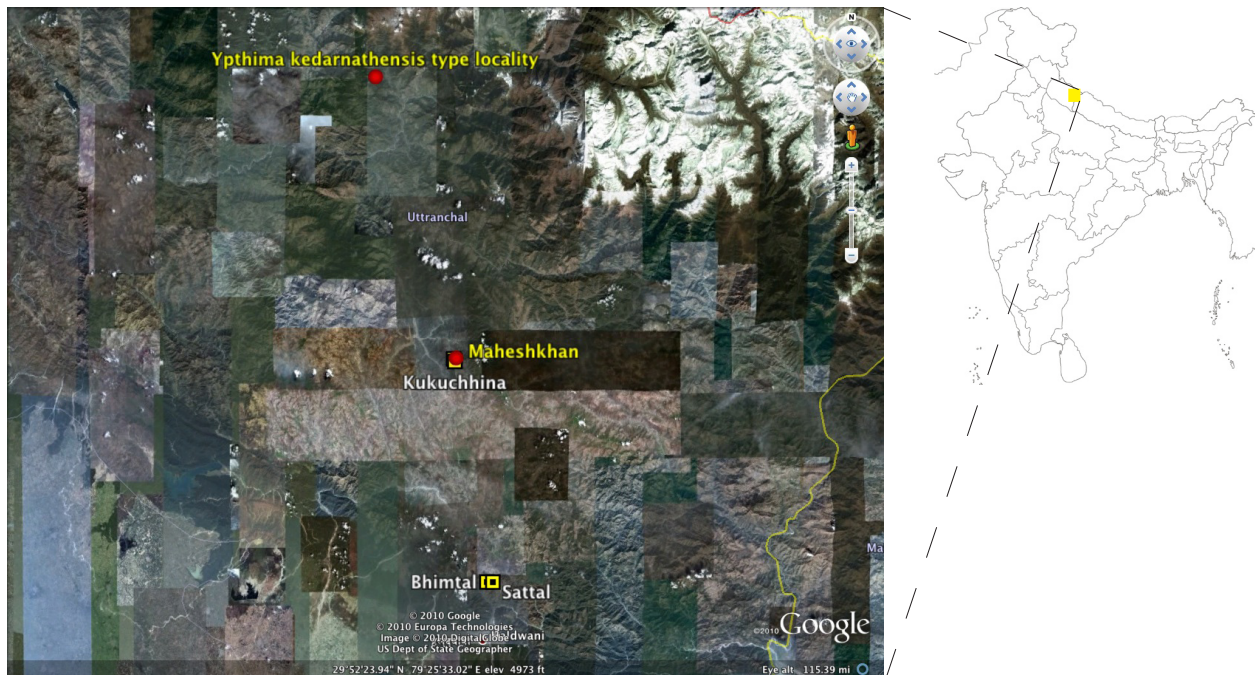 N
Ypthima kedarnathensis type locality
Uttranchal
Maheshkhan
Kukuchhina
Ma
Bhimtal
Sattal
© 2010 Google
© 2010 Europa Technologies
Image © 2010 DigitalGlobe
US Dept of State Geographer
Haldwani
©2010 Google
29°52'23.94" N 79°25'33.02" E elev 4973 ft
Eye alt 115.39 mi